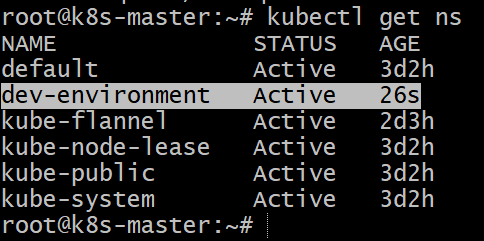 root@k8s-master:~# kubectl get ns
NAME STATUS AGE
default Active 3d2h
dev-environment Active 26s
kube-flannel Active 2d3h
kube-node-lease Active 3d2h
kube-public Active 3d2h
kube-system Active 3d2h
root@k8s-master:~#